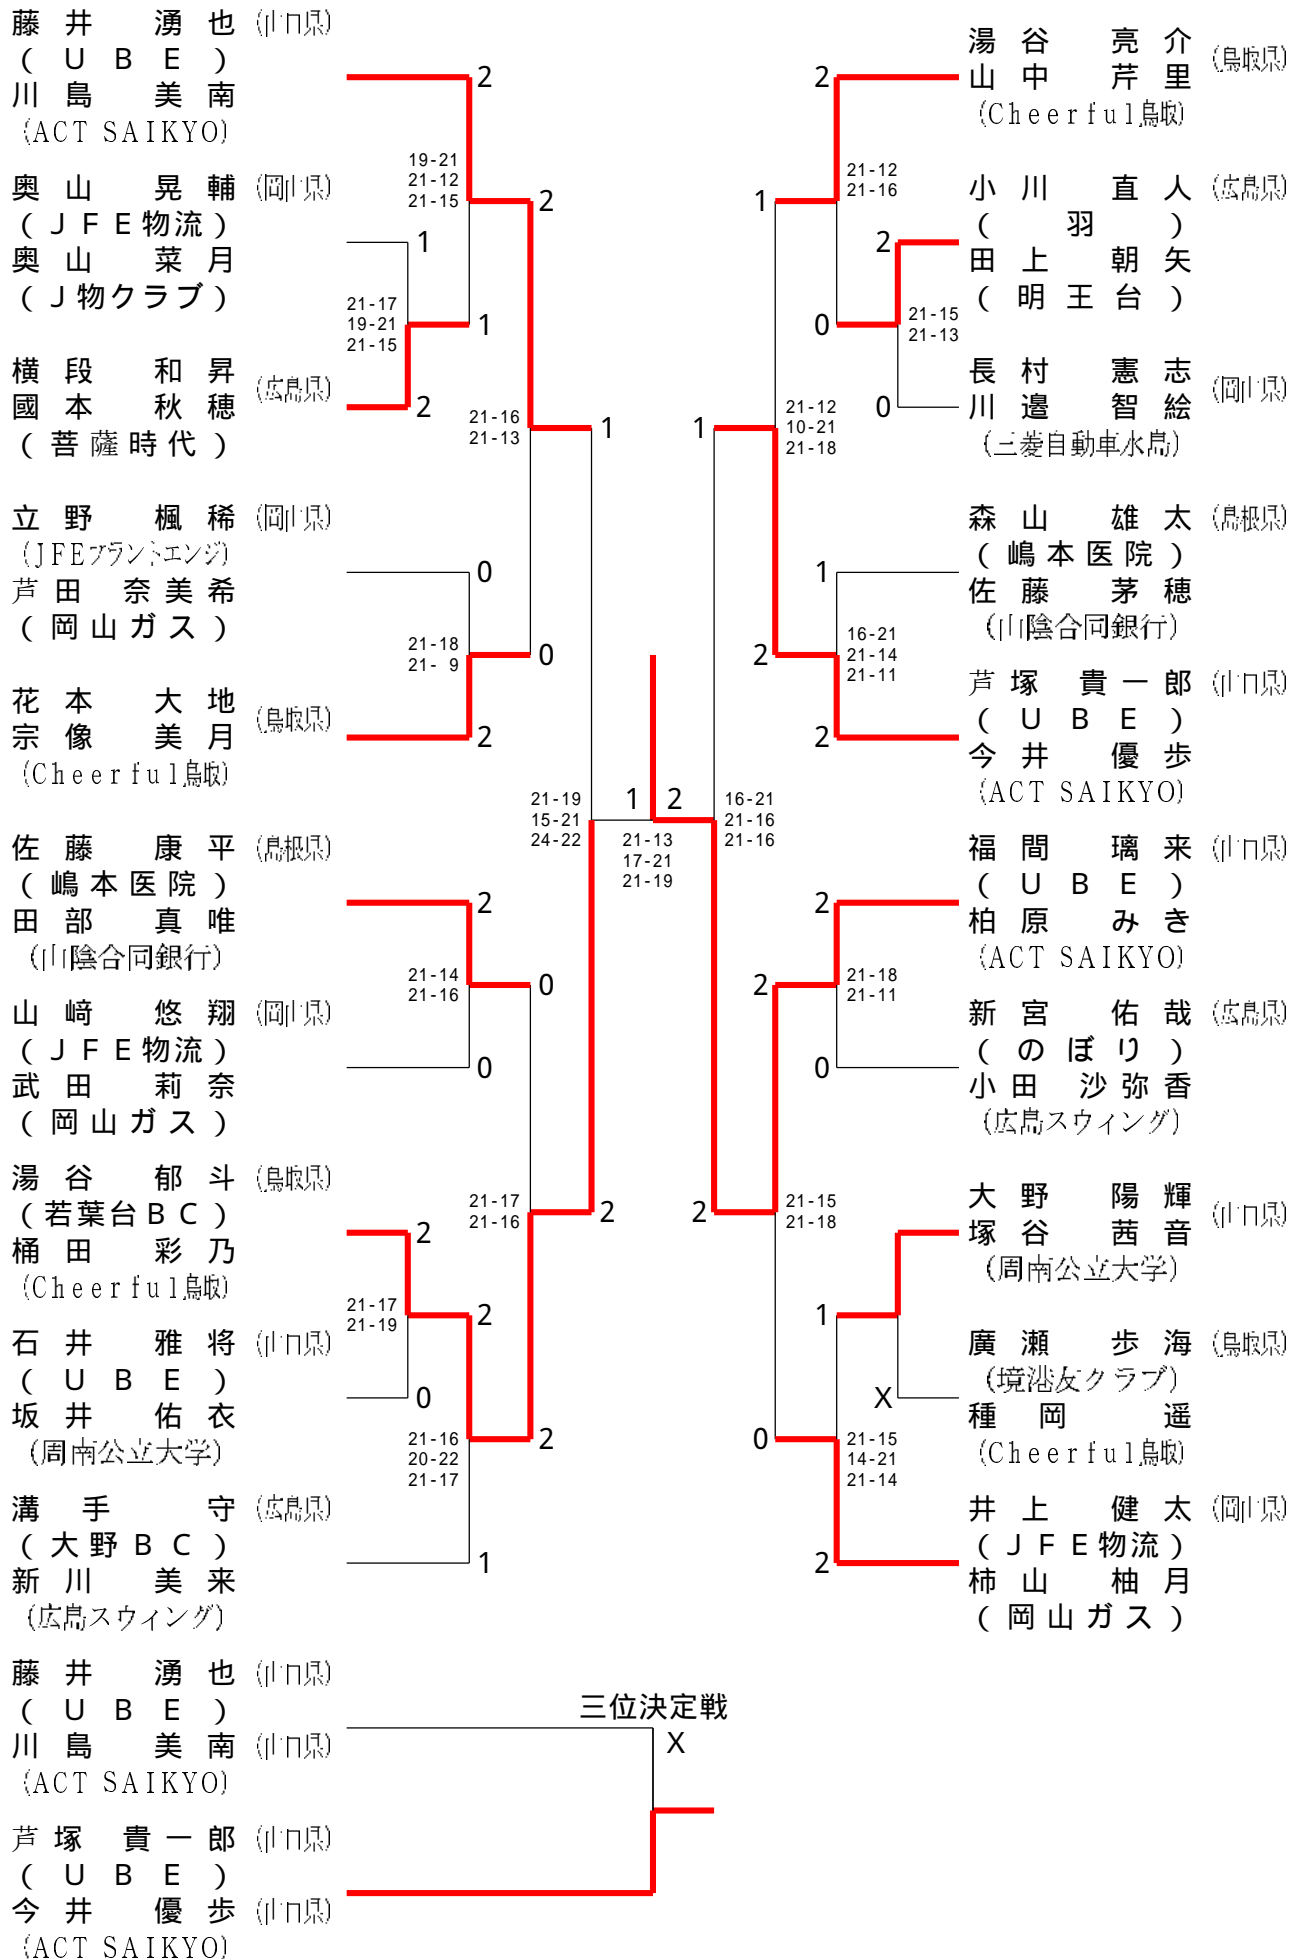 藤井 湧也 (山口県)
(UBE)
川島 美南
(ACT SAIKYO)
2
19-21
21-12
21-15
奥山 晃輔 (岡山県)
(JFE物流)
奥山 菜月
(J物クラブ)
1
2
21-17
19-21
21-15
1
横段 和昇
國本 秋穂
(広島県)
(菩薩時代)
2
21-16
21-13
1
立野 楓稀 (岡山県)
(JFEプラントエンジ)
芦田 奈美希
(岡山ガス)
0
21-18
21- 9
0
花本 大地
宗像 美月
(鳥取県)
(Cheerful鳥取)
2
21-19
15-21
24-22
佐藤 康平 (島根県)
(嶋本医院)
田部 真唯
(山陰合同銀行)
2
21-14
21-16
0
山﨑 悠翔 (岡山県)
(JFE物流)
武田 莉奈
(岡山ガス)
0
湯谷 郁斗 (鳥取県)
(若葉台BC)
桶田 彩乃
(Cheerful鳥取)
2
21-17
21-16
2
21-17
21-19
2
石井 雅将 (山口県)
(UBE)
坂井 佑衣
(周南公立大学)
0
21-16
20-22
21-17
2
溝手 守 (広島県)
(大野BC)
新川 美来
(広島スウィング)
1
1 2
21-13
17-21
21-19
湯谷 亮介
山中 芹里
(鳥取県)
(Cheerful鳥取)
2
21-12
21-16
1
小川 直人 (広島県)
(羽)
田上 朝矢
(明王台)
2
21-15
21-13
0
長村 憲志
川邊 智絵
(岡山県)
(三菱自動車水島)
0
21-12
10-21
21-18
1
森山 雄太 (島根県)
(嶋本医院)
佐藤 茅穂
(山陰合同銀行)
1
16-21
21-14
21-11
2
芦塚 貴一郎 (山口県)
(UBE)
今井 優歩
(ACT SAIKYO)
2
16-21
21-16
21-16
福間 璃来 (山口県)
(UBE)
柏原 みき
(ACT SAIKYO)
2
21-18
21-11
2
新宮 佑哉 (広島県)
(のぼり)
小田 沙弥香
(広島スウィング)
0
21-15
21-18
2
大野 陽輝
塚谷 茜音
(山口県)
(周南公立大学)
1
廣瀬 歩海 (鳥取県)
(境港友クラブ)
種岡 遥
(Cheerful鳥取)
X
21-15
14-21
21-14
0
井上 健太 (岡山県)
(JFE物流)
柿山 柚月
(岡山ガス)
2
三位決定戦
藤井 湧也 (山口県)
(UBE)
川島 美南 (山口県)
(ACT SAIKYO)
X
芦塚 貴一郎 (山口県)
(UBE)
今井 優歩 (山口県)
(ACT SAIKYO)